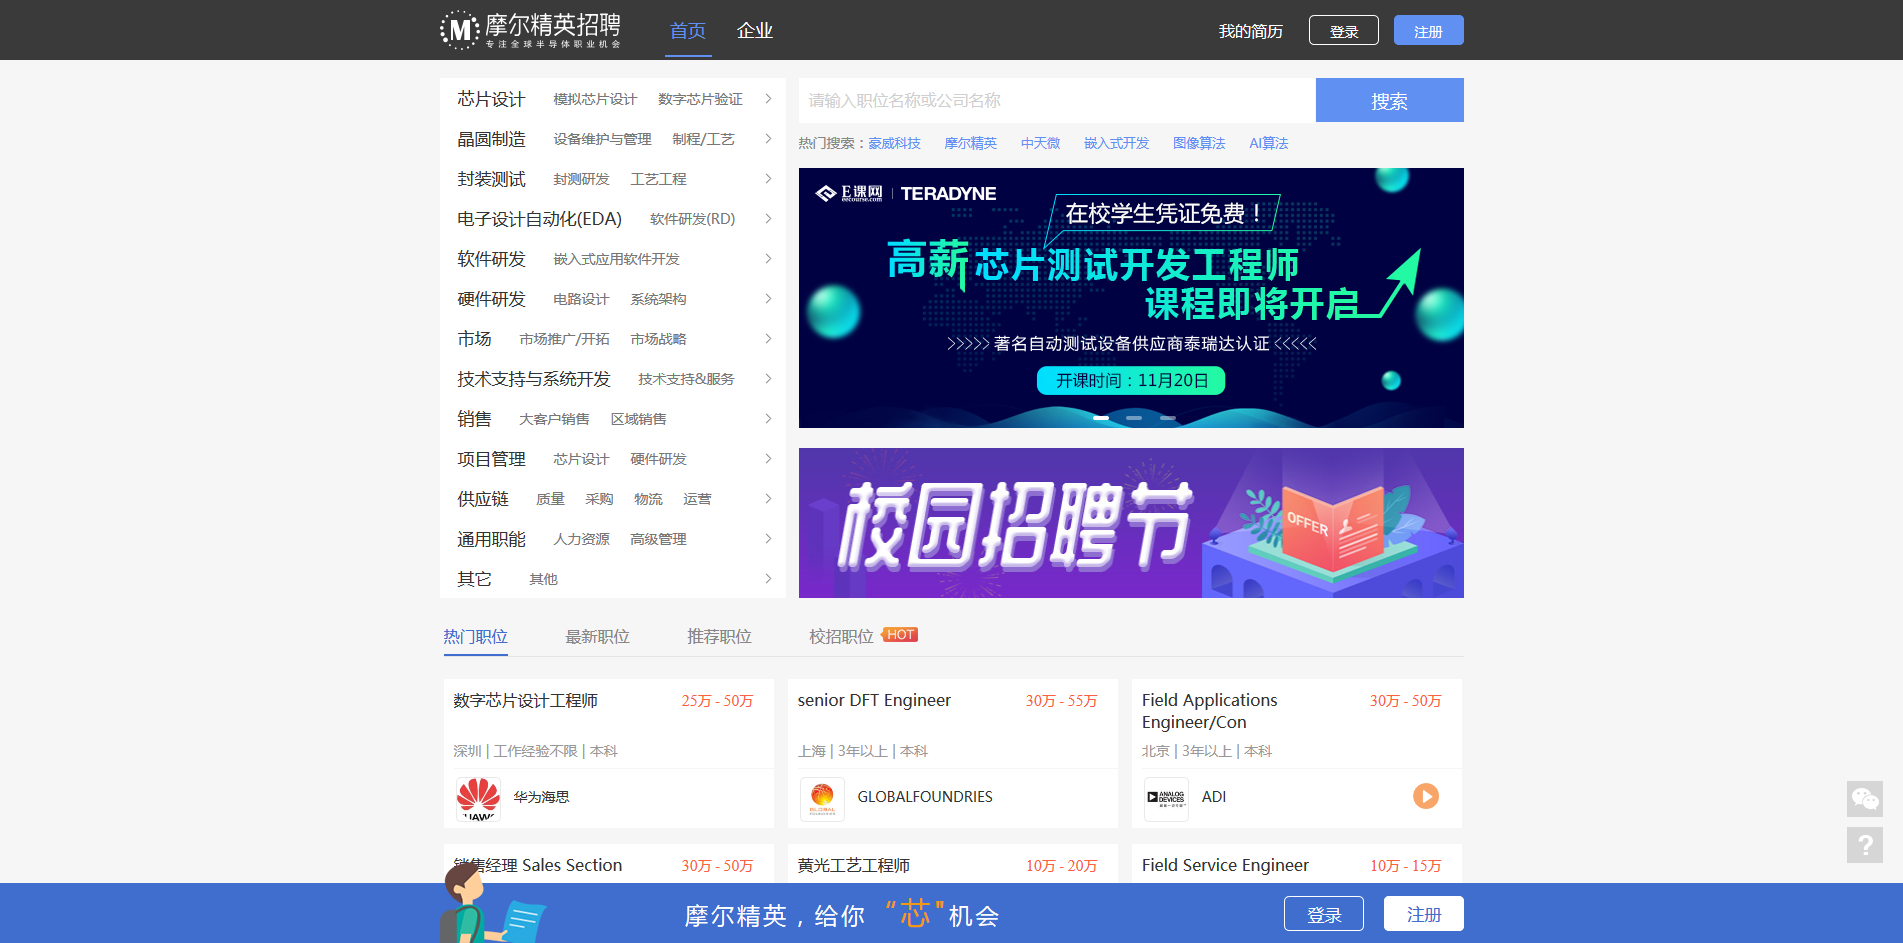 M 摩尔精英招聘
专注全球半导体职业机会
首页 企业 我的简历 登录 注册
芯片设计 模拟芯片设计 数字芯片验证
晶圆制造 设备维护与管理 制程/工艺
封装测试 封测研发 工艺工程
电子设计自动化(EDA) 软件研发(RD)
软件研发 嵌入式应用软件开发
硬件研发 电路设计 系统架构
市场 市场推广/开拓 市场战略
技术支持与系统开发 技术支持&服务
销售 大客户销售 区域销售
项目管理 芯片设计 硬件研发
供应链 质量 采购 物流 运营
通用职能 人力资源 高级管理
其它 其他
请输入职位名称或公司名称 搜索
热门搜索：豪威科技 摩尔精英 中天微 嵌入式开发 图像算法 AI算法
E课网 eecourse.com | TERADYNE
在校学生凭证免费！
高薪芯片测试开发工程师
课程即将开启
>>>>> 著名自动测试设备供应商泰瑞达认证 <<<<<
开课时间：11月20日
校园招聘节
OFFER
热门职位 最新职位 推荐职位 校招职位 HOT
数字芯片设计工程师 25万 - 50万
深圳 | 工作经验不限 | 本科
华为海思
senior DFT Engineer 30万 - 55万
上海 | 3年以上 | 本科
GLOBAL
FOUNDRIES
GLOBALFOUNDRIES
Field Applications Engineer/Con 30万 - 50万
北京 | 3年以上 | 本科
ANALOG
DEVICES
ADI
销售经理 Sales Section 30万 - 50万
黄光工艺工程师 10万 - 20万
Field Service Engineer 10万 - 15万
?
摩尔精英，给你“芯”机会
登录 注册